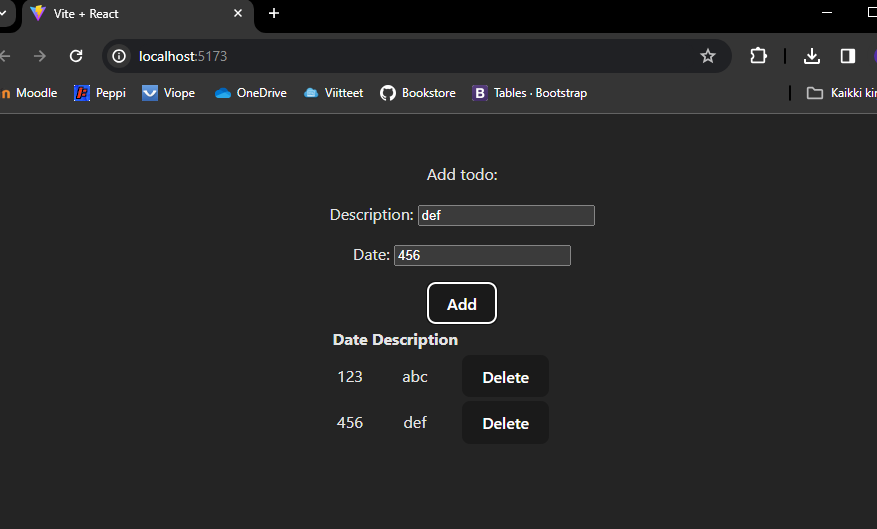 Vite + React
localhost:5173
Moodle Peppi Viope OneDrive Viitteet Bookstore B Tables · Bootstrap Kaikki
Add todo:
Description: def
Date: 456
Add
Date Description
123 abc Delete
456 def Delete